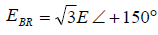 E_BR = √3E∠+150°